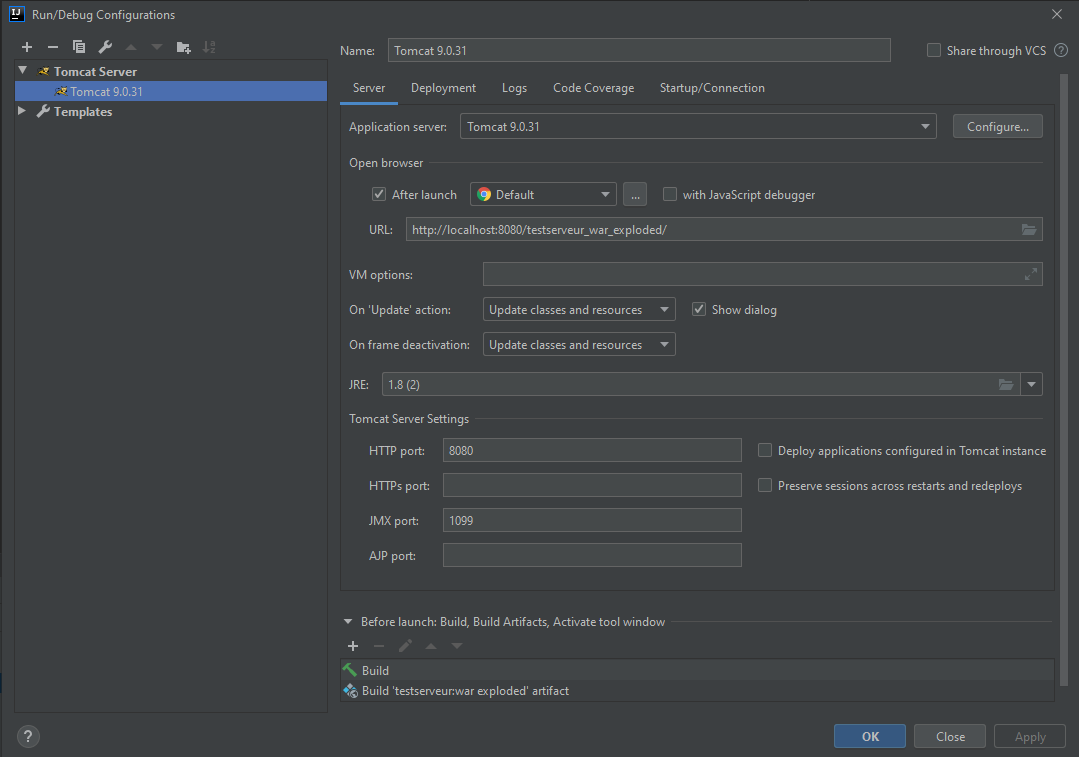 Run/Debug Configurations
Name: Tomcat 9.0.31 Share through VCS ?
Tomcat Server
Tomcat 9.0.31
Templates
Server Deployment Logs Code Coverage Startup/Connection
Application server: Tomcat 9.0.31 Configure...
Open browser
After launch Default ... with JavaScript debugger
URL: http://localhost:8080/testserveur_war_exploded/
VM options:
On 'Update' action: Update classes and resources Show dialog
On frame deactivation: Update classes and resources
JRE: 1.8 (2)
Tomcat Server Settings
HTTP port: 8080 Deploy applications configured in Tomcat instance
HTTPs port: Preserve sessions across restarts and redeploys
JMX port: 1099
AJP port:
Before launch: Build, Build Artifacts, Activate tool window
Build
Build 'testserveur:war exploded' artifact
? OK Close Apply